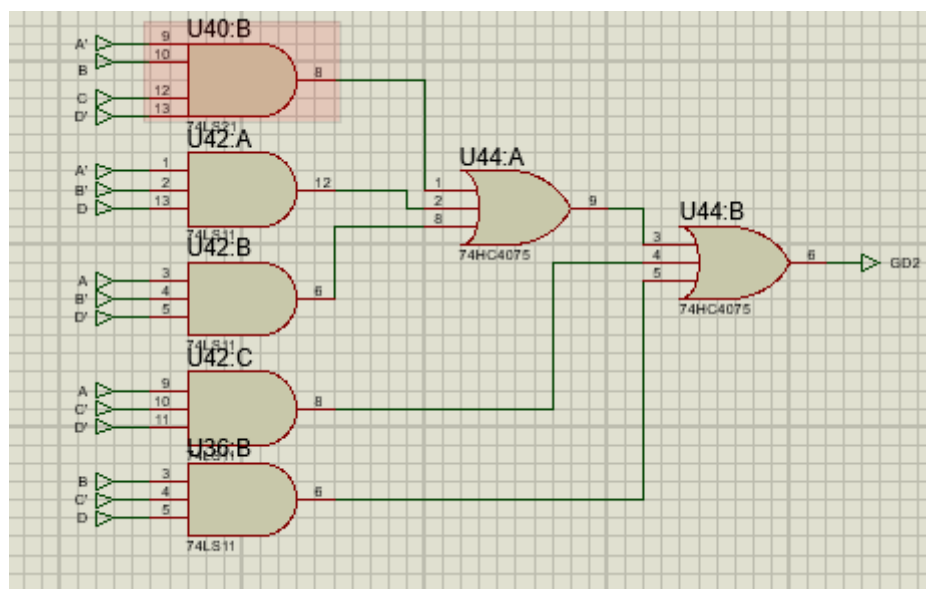 U40:B
A' 9
B 10
8
C 12
D' 13
74LS21
U42:A
A' 1
B' 2
12
D 13
74LS11
U42:B
A 3
B' 4
6
D' 5
74LS11
U42:C
A 9
C' 10
8
D' 11
74LS11
U36:B
B 3
C' 4
6
D 5
74LS11
U44:A
1
2
9
8
74HC4075
U44:B
3
4
6
GD2
5
74HC4075